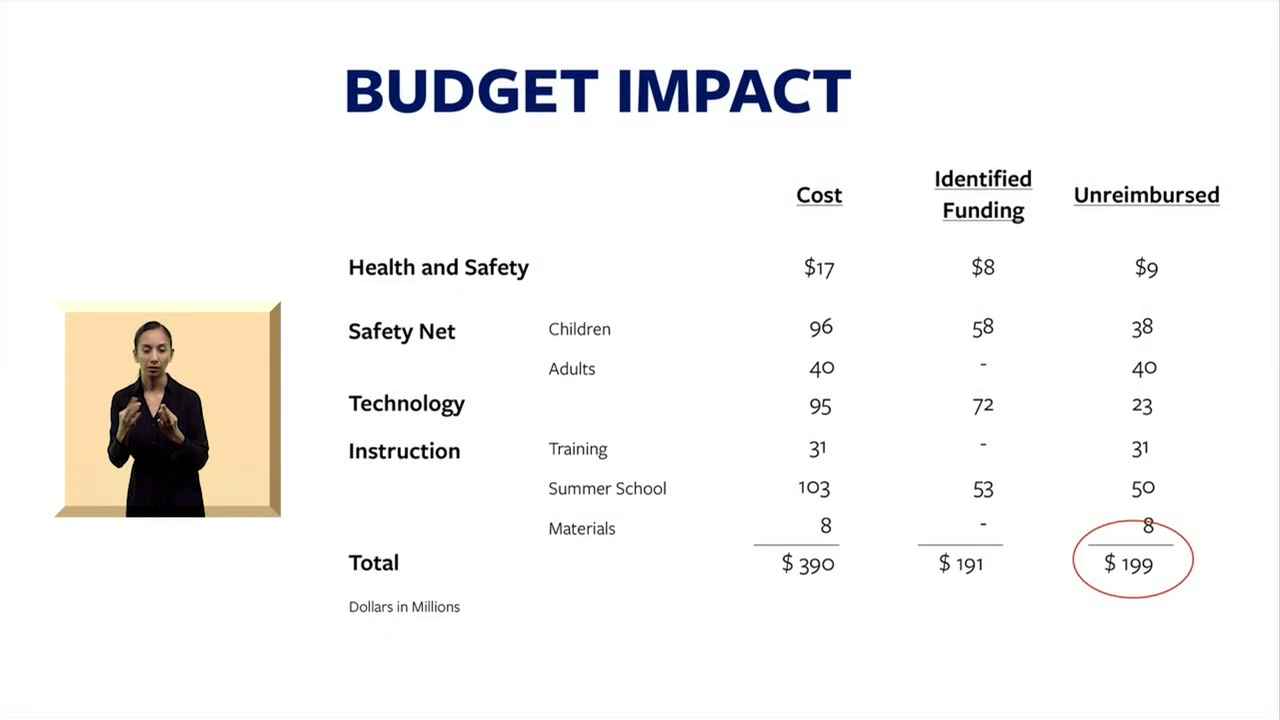 BUDGET IMPACT
Cost Identified Funding Unreimbursed
Health and Safety $17 $8 $9
Safety Net Children 96 58 38
Adults 40 - 40
Technology 95 72 23
Instruction Training 31 - 31
Summer School 103 53 50
Materials 8 - 8
Total $ 390 $ 191 $ 199
Dollars in Millions